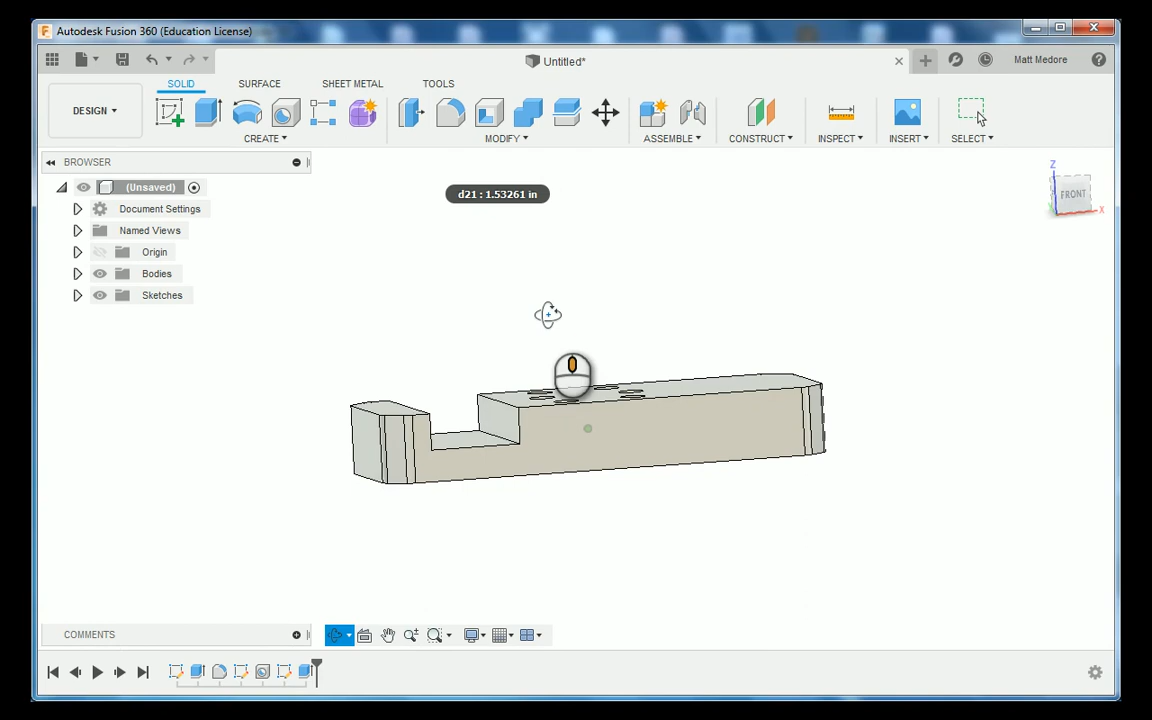 Autodesk Fusion 360 (Education License)
Untitled*
Matt Medore
SOLID SURFACE SHEET METAL TOOLS
DESIGN
CREATE MODIFY ASSEMBLE CONSTRUCT INSPECT INSERT SELECT
BROWSER
(Unsaved)
Document Settings
Named Views
Origin
Bodies
Sketches
d21 : 1.53261 in
Z
FRONT
X
COMMENTS